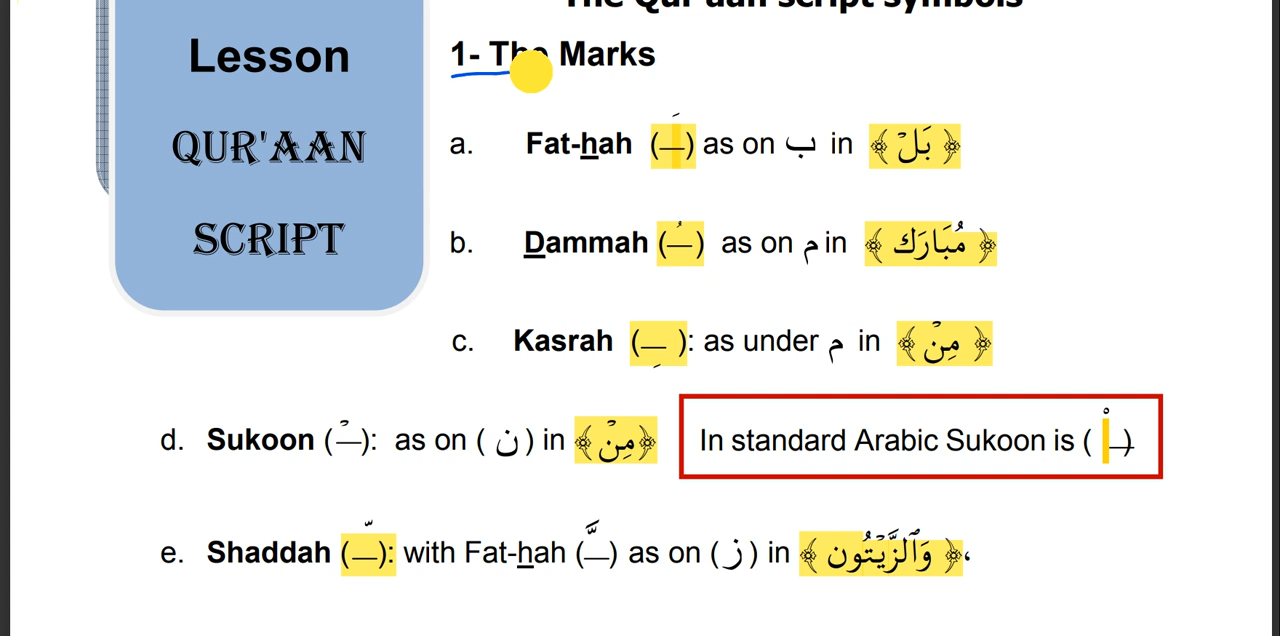 The Qur'aan script symbols
Lesson
QUR'AAN
SCRIPT
1- The Marks
a. Fat-hah (ـَ) as on ب in ﴿ بَلۡ ﴾
b. Dammah (ـُ) as on م in ﴿ مُبَارَك ﴾
c. Kasrah (ـِ ): as under م in ﴿ مِنۡ ﴾
d. Sukoon (ـۡ): as on ( ن ) in ﴿ مِنۡ ﴾
In standard Arabic Sukoon is ( ـْ )
e. Shaddah (ـّ): with Fat-hah (ـَّ) as on ( ز ) in ﴿ وَٱلزَّيۡتُون ﴾،